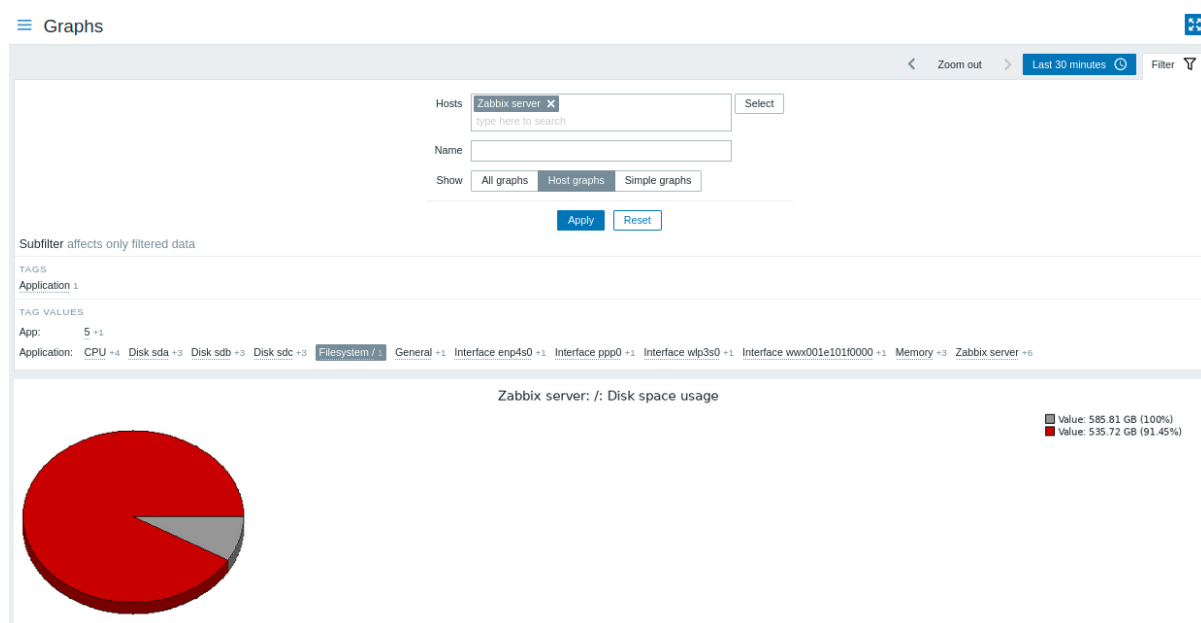 Graphs
Zoom out
Last 30 minutes
Filter
Hosts
Zabbix server
Select
type here to search
Name
Show All graphs Host graphs Simple graphs
Apply Reset
Subfilter affects only filtered data
TAGS
Application 1
TAG VALUES
App: 5 +1
Application: CPU +4 Disk sda +3 Disk sdb +3 Disk sdc +3 Filesystem / 1 General +1 Interface enp4s0 +1 Interface ppp0 +1 Interface wlp3s0 +1 Interface wwx001e101f0000 +1 Memory +3 Zabbix server +6
Zabbix server: /: Disk space usage
Value: 585.81 GB (100%)
Value: 535.72 GB (91.45%)